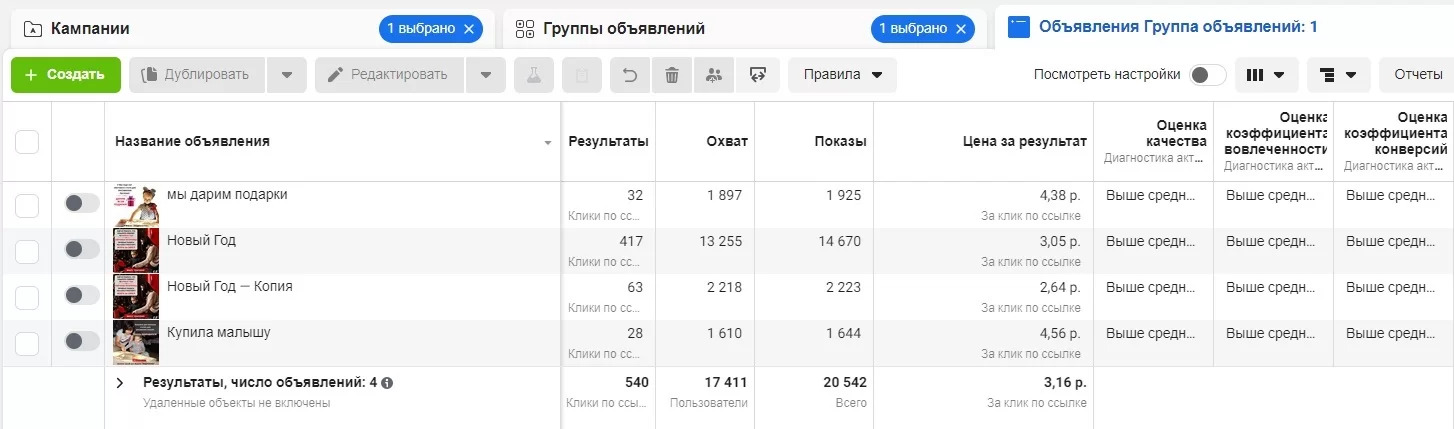 Кампании
1 выбрано
Группы объявлений
1 выбрано
Объявления Группа объявлений: 1
+ Создать
Дублировать
Редактировать
Правила
Посмотреть настройки
Отчеты
Название объявления
Результаты
Охват
Показы
Цена за результат
Оценка
качества
Диагностика акт...
Оценка
коэффициента
вовлеченности
Диагностика акт...
Оценка
коэффициента
конверсий
Диагностика акт...
мы дарим подарки
32
Клики по сс...
1 897
1 925
4,38 р.
За клик по ссылке
Выше средн...
Выше средн...
Выше средн...
Новый Год
417
Клики по сс...
13 255
14 670
3,05 р.
За клик по ссылке
Выше средн...
Выше средн...
Выше средн...
Новый Год — Копия
63
Клики по сс...
2 218
2 223
2,64 р.
За клик по ссылке
Выше средн...
Выше средн...
Выше средн...
Купила малышу
28
Клики по сс...
1 610
1 644
4,56 р.
За клик по ссылке
Выше средн...
Выше средн...
Выше средн...
Результаты, число объявлений: 4
Удаленные объекты не включены
540
Клики по ссы...
17 411
Пользователи
20 542
Всего
3,16 р.
За клик по ссылке